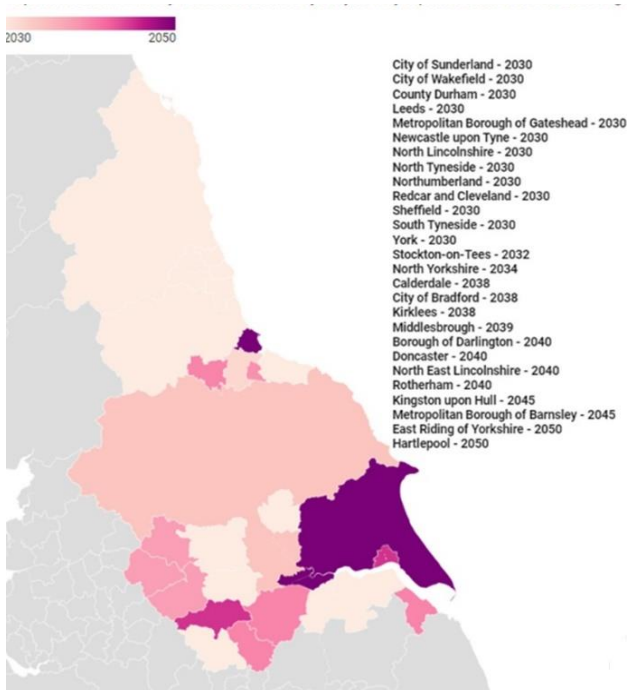 2030
2050
City of Sunderland - 2030
City of Wakefield - 2030
County Durham - 2030
Leeds - 2030
Metropolitan Borough of Gateshead - 2030
Newcastle upon Tyne - 2030
North Lincolnshire - 2030
North Tyneside - 2030
Northumberland - 2030
Redcar and Cleveland - 2030
Sheffield - 2030
South Tyneside - 2030
York - 2030
Stockton-on-Tees - 2032
North Yorkshire - 2034
Calderdale - 2038
City of Bradford - 2038
Kirklees - 2038
Middlesbrough - 2039
Borough of Darlington - 2040
Doncaster - 2040
North East Lincolnshire - 2040
Rotherham - 2040
Kingston upon Hull - 2045
Metropolitan Borough of Barnsley - 2045
East Riding of Yorkshire - 2050
Hartlepool - 2050